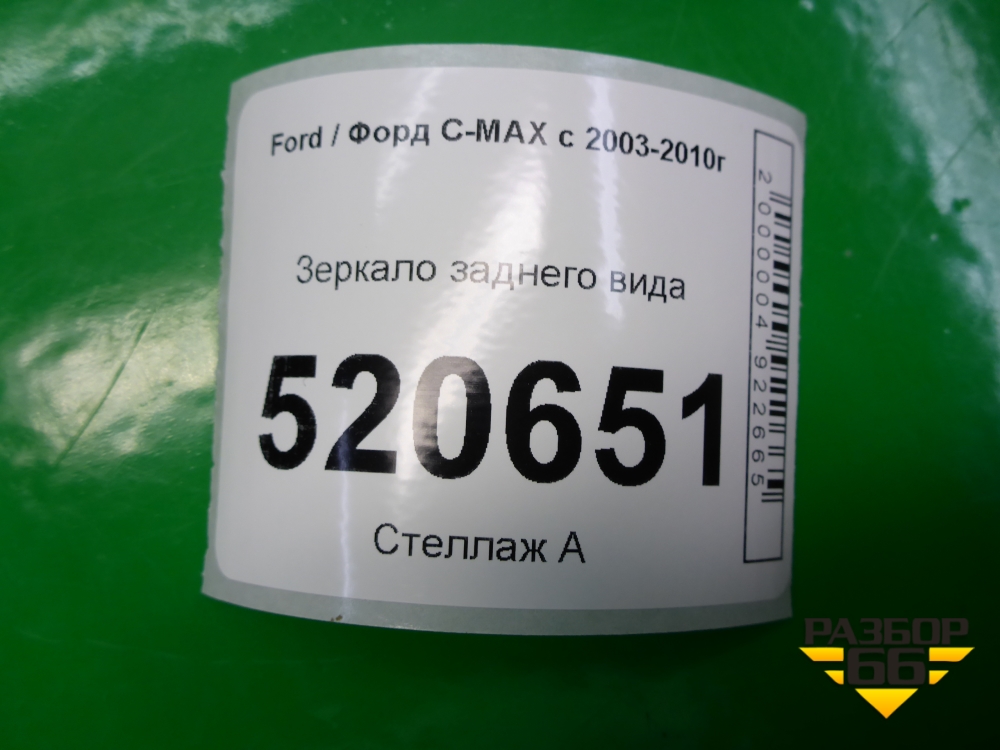 Ford / Форд C-MAX с 2003-2010г
Зеркало заднего вида
520651
Стеллаж А
2000004922665
РАЗБОР
66